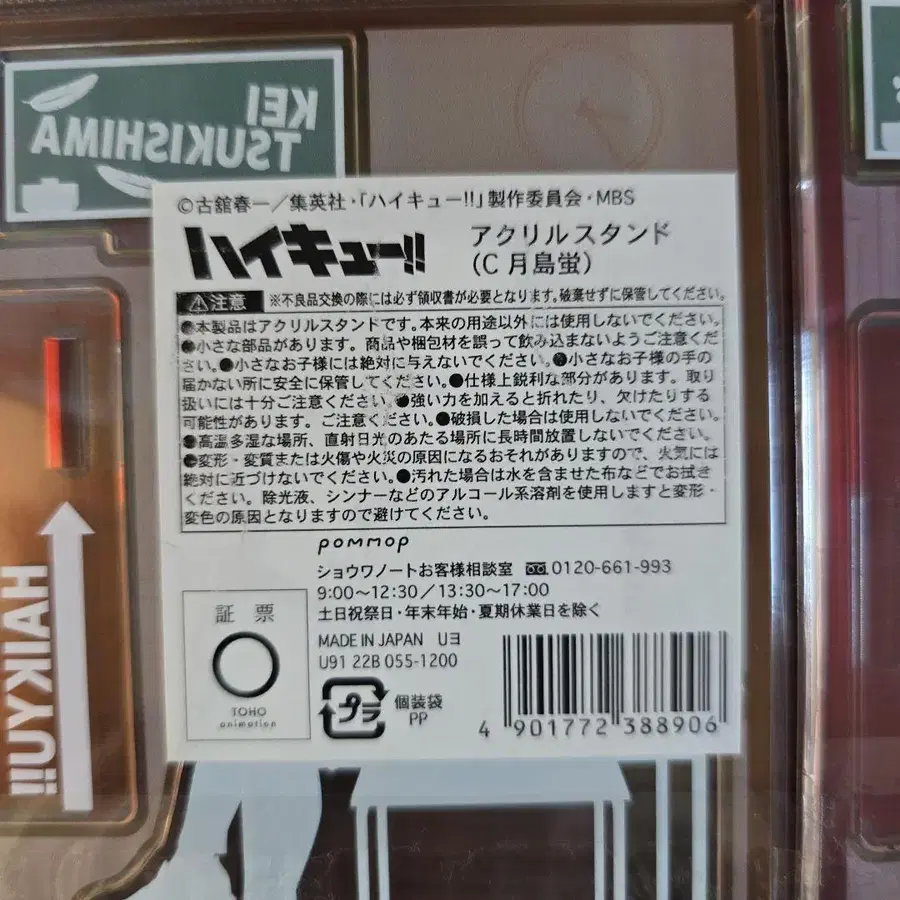 KEI
TSUKISHIMA
©古舘春一／集英社・「ハイキュー!!」製作委員会・MBS
ハイキュー!!
アクリルスタンド
(C 月島蛍)
⚠注意 ※不良品交換の際には必ず領収書が必要となります。破棄せずに保管してください。
●本製品はアクリルスタンドです。本来の用途以外には使用しないでください。
●小さな部品があります。商品や梱包材を誤って飲み込まないようご注意くだ
さい。●小さなお子様には絶対に与えないでください。●小さなお子様の手の
届かない所に安全に保管してください。●仕様上鋭利な部分があります。取り
扱いには十分ご注意ください。●強い力を加えると折れたり、欠けたりする
可能性があります。ご注意ください。●破損した場合は使用しないでください。
●高温多湿な場所、直射日光のあたる場所に長時間放置しないでください。
●変形・変質または火傷や火災の原因になるおそれがありますので、火気には
絶対に近づけないでください。●汚れた場合は水を含ませた布などでお拭き
ください。除光液、シンナーなどのアルコール系溶剤を使用しますと変形・
変色の原因となりますので避けてください。
pommop
ショウワノートお客様相談室 0120-661-993
9:00～12:30／13:30～17:00
土日祝祭日・年末年始・夏期休業日を除く
証票
TOHO
animation
MADE IN JAPAN Uヨ
U91 22B 055-1200
プラ
個装袋
PP
4 901772 388906
HAIKYU!!